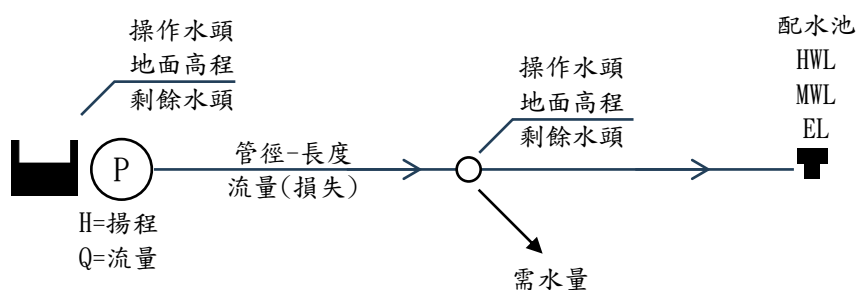 操作水頭
地面高程
剩餘水頭
P
H=揚程
Q=流量
管徑-長度
流量(損失)
操作水頭
地面高程
剩餘水頭
需水量
配水池
HWL
MWL
EL